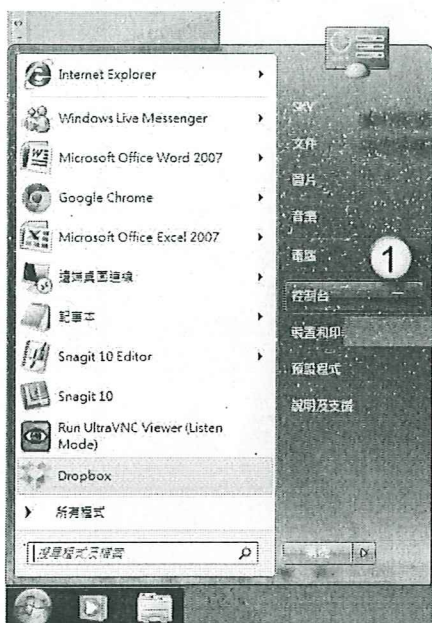 Internet Explorer
Windows Live Messenger
Microsoft Office Word 2007
Google Chrome
Microsoft Office Excel 2007
遠端桌面連線
記事本
Snagit 10 Editor
Snagit 10
Run UltraVNC Viewer (Listen
Mode)
Dropbox
所有程式
搜尋程式及檔案
SKY
文件
圖片
音樂
電腦
1
控制台
裝置和印
預設程式
說明及支援